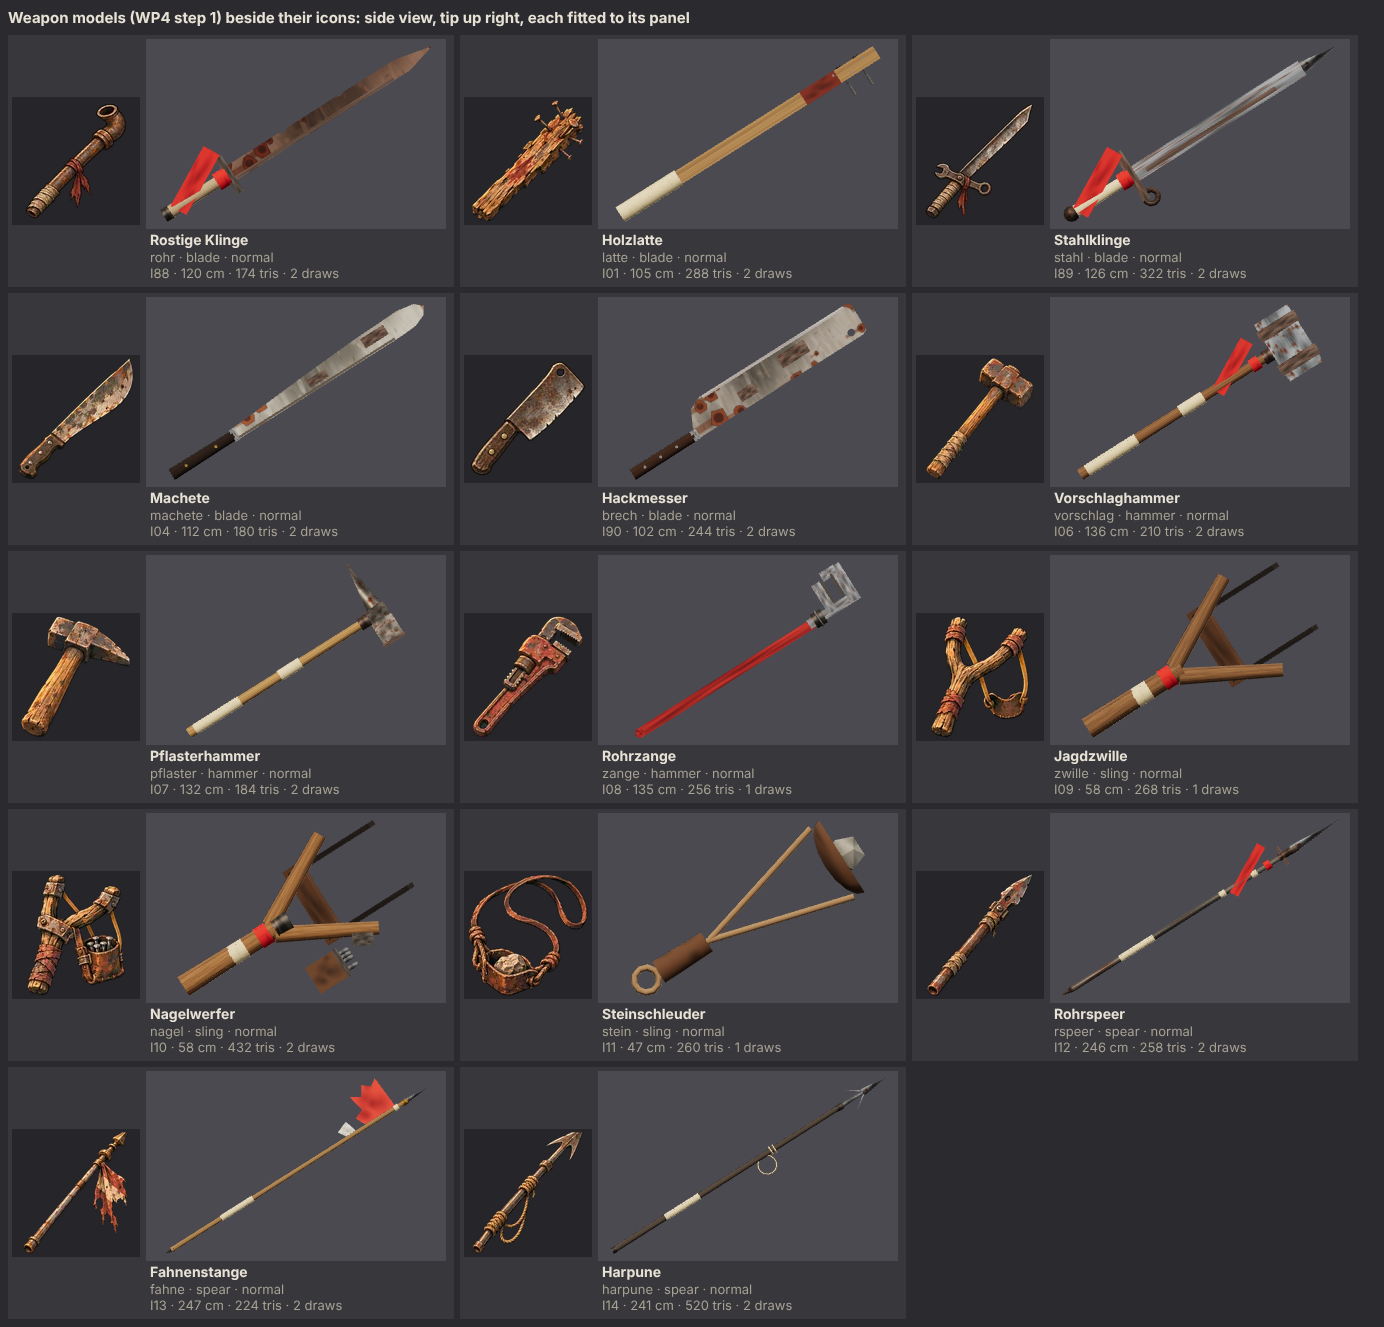 Weapon models (WP4 step 1) beside their icons: side view, tip up right, each fitted to its panel
Rostige Klinge
rohr · blade · normal
I88 · 120 cm · 174 tris · 2 draws
Holzlatte
latte · blade · normal
I01 · 105 cm · 288 tris · 2 draws
Stahlklinge
stahl · blade · normal
I89 · 126 cm · 322 tris · 2 draws
Machete
machete · blade · normal
I04 · 112 cm · 180 tris · 2 draws
Hackmesser
brech · blade · normal
I90 · 102 cm · 244 tris · 2 draws
Vorschlaghammer
vorschlag · hammer · normal
I06 · 136 cm · 210 tris · 2 draws
Pflasterhammer
pflaster · hammer · normal
I07 · 132 cm · 184 tris · 2 draws
Rohrzange
zange · hammer · normal
I08 · 135 cm · 256 tris · 1 draws
Jagdzwille
zwille · sling · normal
I09 · 58 cm · 268 tris · 1 draws
Nagelwerfer
nagel · sling · normal
I10 · 58 cm · 432 tris · 2 draws
Steinschleuder
stein · sling · normal
I11 · 47 cm · 260 tris · 1 draws
Rohrspeer
rspeer · spear · normal
I12 · 246 cm · 258 tris · 2 draws
Fahnenstange
fahne · spear · normal
I13 · 247 cm · 224 tris · 2 draws
Harpune
harpune · spear · normal
I14 · 241 cm · 520 tris · 2 draws